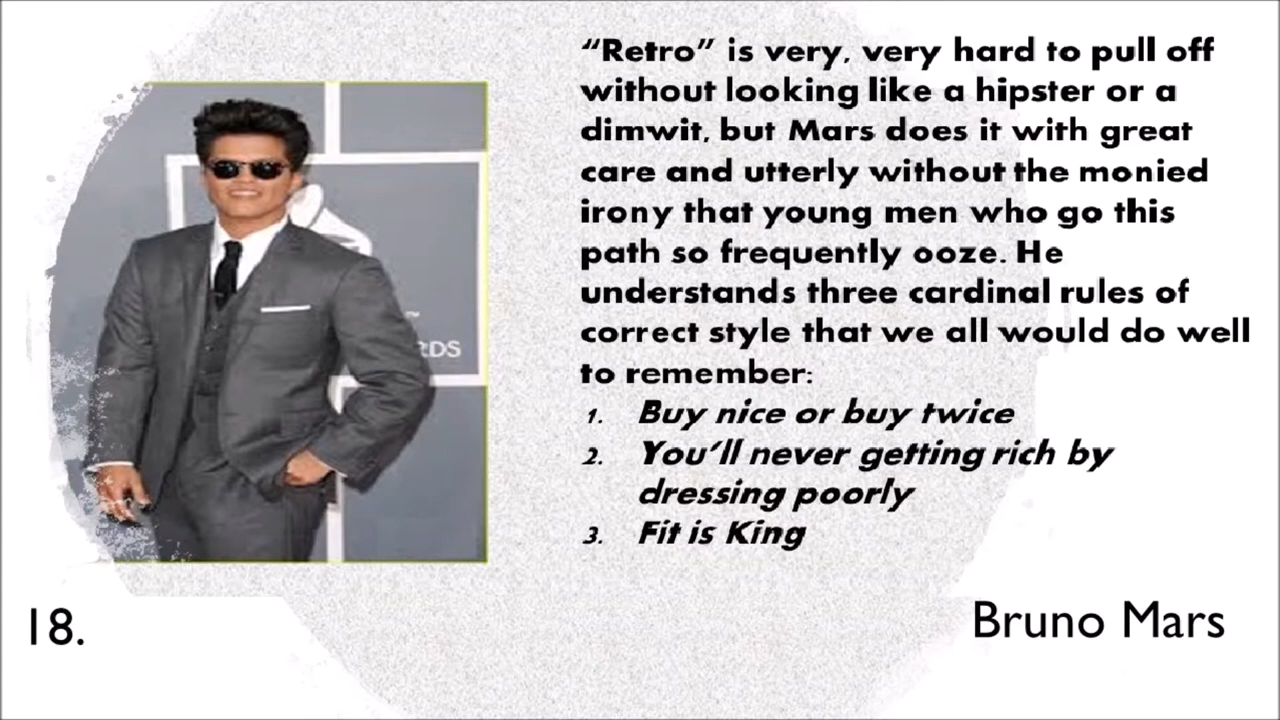 “Retro” is very, very hard to pull off
without looking like a hipster or a
dimwit, but Mars does it with great
care and utterly without the monied
irony that young men who go this
path so frequently ooze. He
understands three cardinal rules of
correct style that we all would do well
to remember:
1. Buy nice or buy twice
2. You’ll never getting rich by
dressing poorly
3. Fit is King
RDS
18.
Bruno Mars